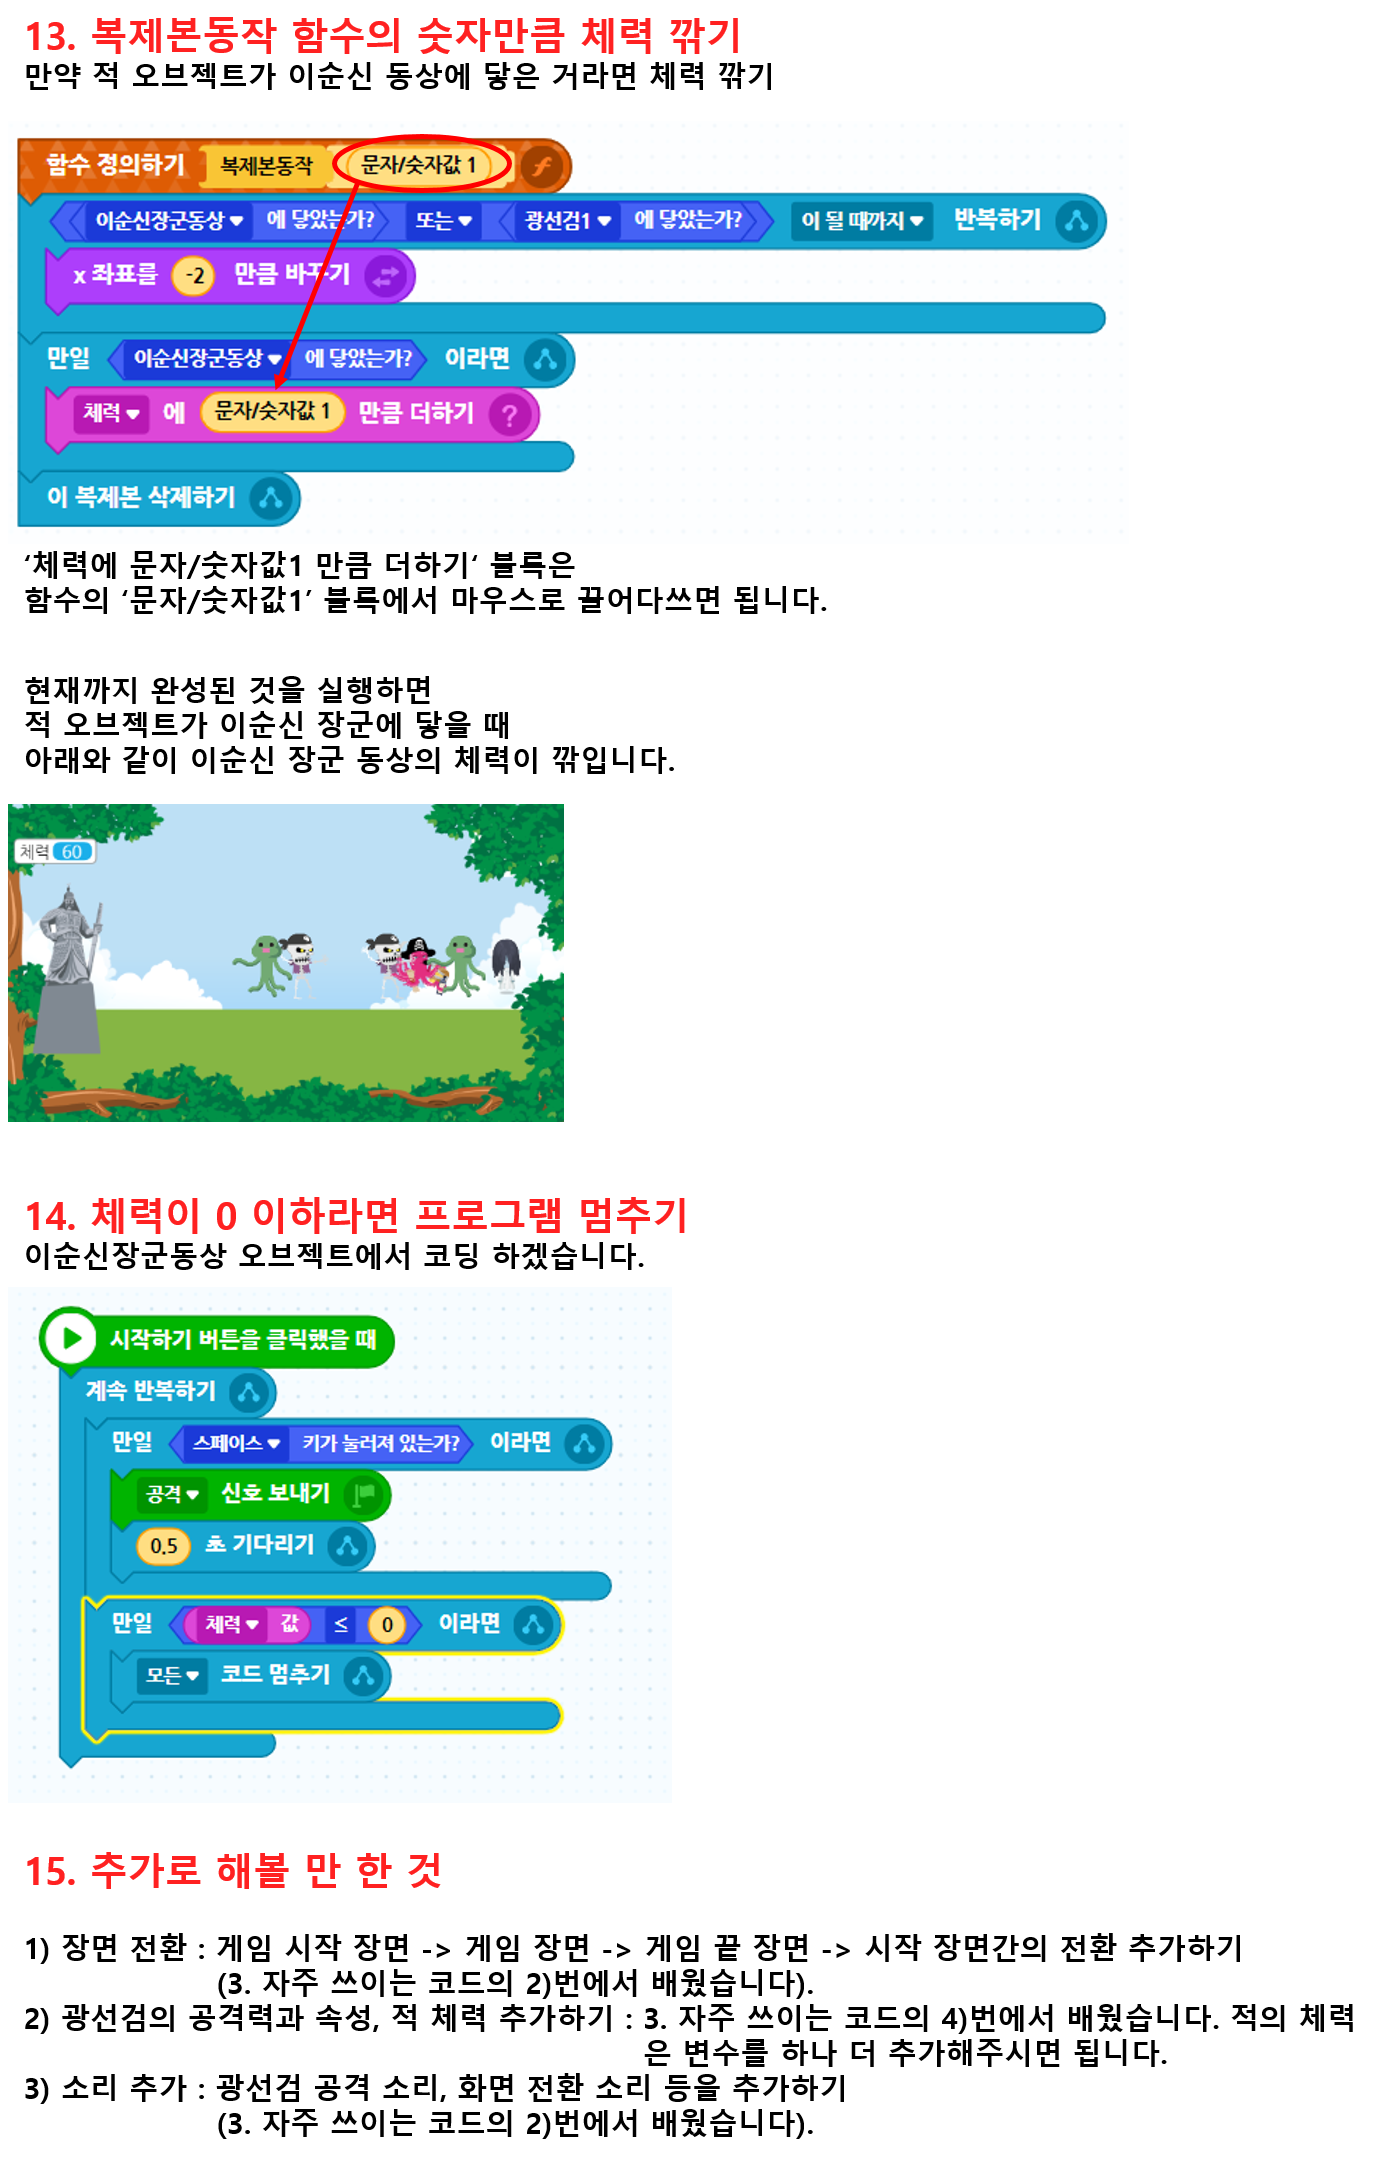 13. 복제본동작 함수의 숫자만큼 체력 깎기
만약 적 오브젝트가 이순신 동상에 닿은 거라면 체력 깎기
함수 정의하기 복제본동작 문자/숫자값 1
이순신장군동상 에 닿았는가? 또는 광선검1 에 닿았는가? 이 될 때까지 반복하기
x 좌표를 -2 만큼 바꾸기
만일 이순신장군동상 에 닿았는가? 이라면
체력 에 문자/숫자값 1 만큼 더하기 ?
이 복제본 삭제하기
‘체력에 문자/숫자값1 만큼 더하기‘ 블록은
함수의 ‘문자/숫자값1’ 블록에서 마우스로 끌어다쓰면 됩니다.
현재까지 완성된 것을 실행하면
적 오브젝트가 이순신 장군에 닿을 때
아래와 같이 이순신 장군 동상의 체력이 깎입니다.
체력 60
14. 체력이 0 이하라면 프로그램 멈추기
이순신장군동상 오브젝트에서 코딩 하겠습니다.
시작하기 버튼을 클릭했을 때
계속 반복하기
만일 스페이스 키가 눌러져 있는가? 이라면
공격 신호 보내기
0.5 초 기다리기
만일 체력 값 ≤ 0 이라면
모든 코드 멈추기
15. 추가로 해볼 만 한 것
1) 장면 전환 : 게임 시작 장면 -> 게임 장면 -> 게임 끝 장면 -> 시작 장면간의 전환 추가하기
(3. 자주 쓰이는 코드의 2)번에서 배웠습니다).
2) 광선검의 공격력과 속성, 적 체력 추가하기 : 3. 자주 쓰이는 코드의 4)번에서 배웠습니다. 적의 체력
은 변수를 하나 더 추가해주시면 됩니다.
3) 소리 추가 : 광선검 공격 소리, 화면 전환 소리 등을 추가하기
(3. 자주 쓰이는 코드의 2)번에서 배웠습니다).